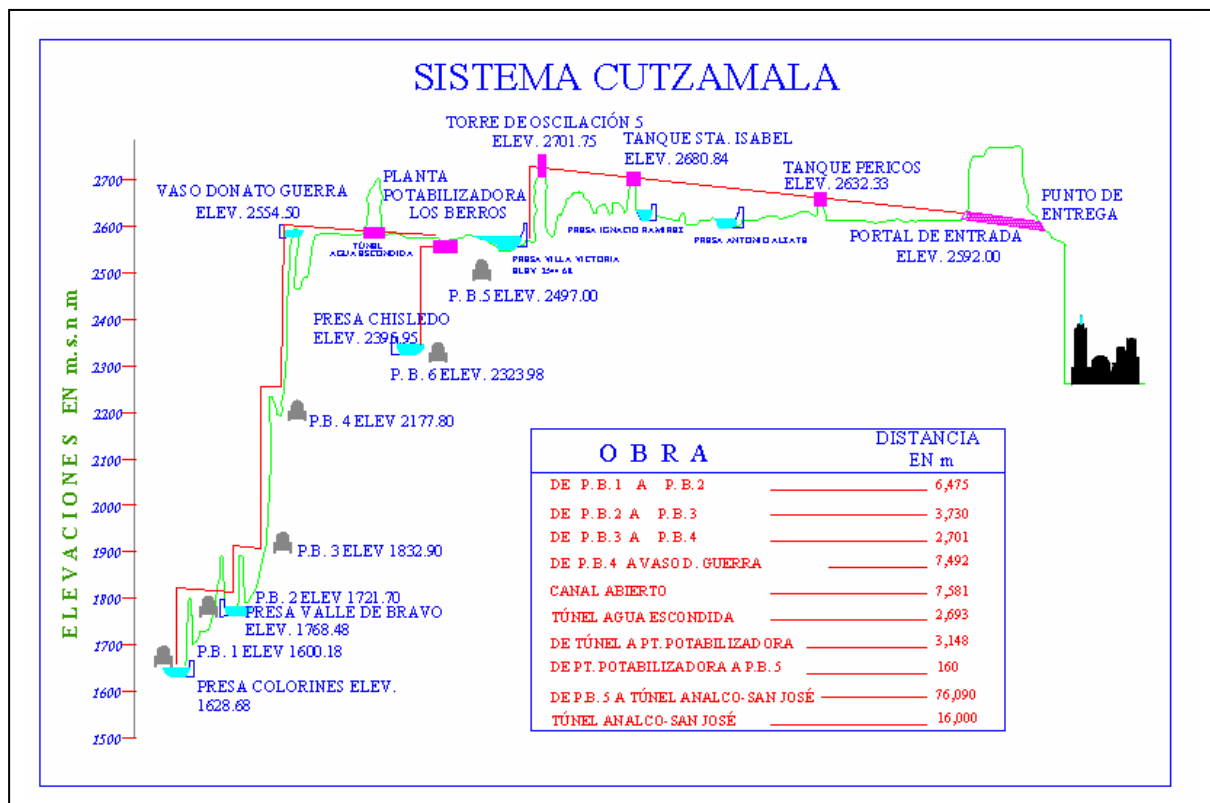 SISTEMA CUTZAMALA
TORRE DE OSCILACIÓN 5
ELEV. 2701.75
TANQUE STA. ISABEL
ELEV. 2680.84
TANQUE PERICOS
ELEV. 2632.33
PLANTA
POTABILIZADORA
LOS BERROS
VASO DONATO GUERRA
ELEV. 2554.50
PUNTO DE
ENTREGA
TÚNEL
AGUA ESCONDIDA
PRESA IGNACIO RAMIREZ
PRESA ANTONIO ALZATE
PORTAL DE ENTRADA
ELEV. 2592.00
PRESA VILLA VICTORIA
ELEV.
P. B.5 ELEV. 2497.00
PRESA CHISLEDO
ELEV. 2396.95
P. B. 6 ELEV. 2323.98
P.B. 4 ELEV 2177.80
P.B. 3 ELEV 1832.90
P.B. 2 ELEV 1721.70
PRESA VALLE DE BRAVO
ELEV. 1768.48
P.B. 1 ELEV 1600.18
PRESA COLORINES ELEV.
1628.68
ELEVACIONES EN m.s.n.m
2700
2600
2500
2400
2300
2200
2100
2000
1900
1800
1700
1600
1500
OBRA
DISTANCIA
EN m
DE P.B.1 A P.B.2 6,475
DE P.B.2 A P.B.3 3,730
DE P.B.3 A P.B.4 2,701
DE P.B.4 A VASO D. GUERRA 7,492
CANAL ABIERTO 7,581
TÚNEL AGUA ESCONDIDA 2,693
DE TÚNEL A PT. POTABILIZADORA 3,148
DE PT. POTABILIZADORA A P.B. 5 160
DE P.B. 5 A TÚNEL ANALCO-SAN JOSÉ 76,090
TÚNEL ANALCO-SAN JOSÉ 16,000